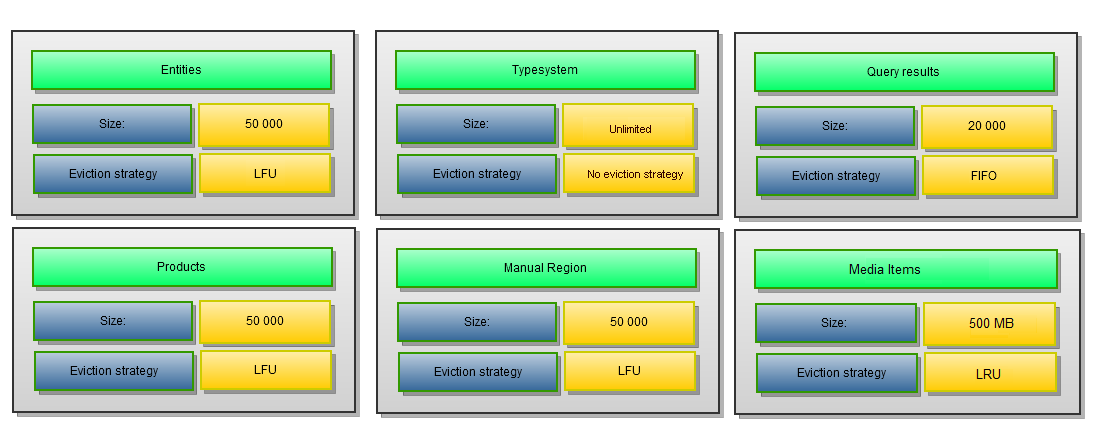 Entities
Size: 50 000
Eviction strategy LFU
Typesystem
Size: Unlimited
Eviction strategy No eviction strategy
Query results
Size: 20 000
Eviction strategy FIFO
Products
Size: 50 000
Eviction strategy LFU
Manual Region
Size: 50 000
Eviction strategy LFU
Media Items
Size: 500 MB
Eviction strategy LRU